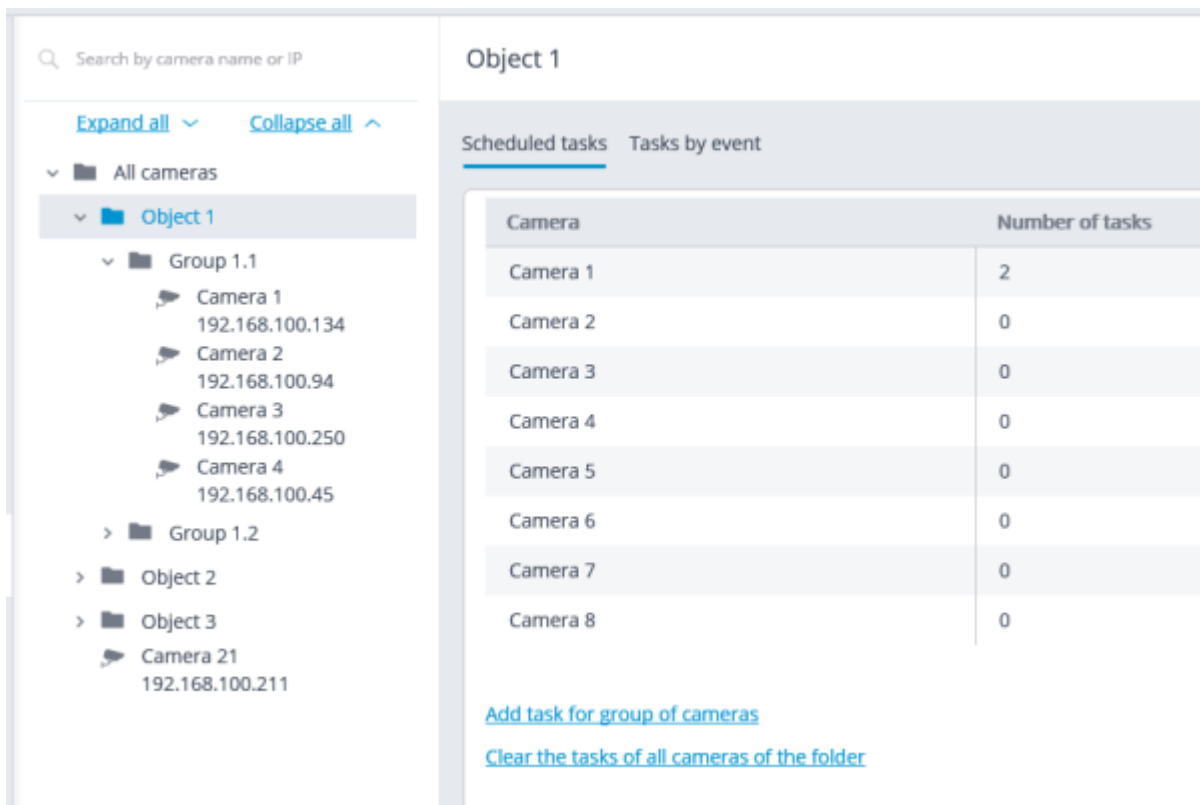 Search by camera name or IP
Expand all
Collapse all
All cameras
Object 1
Group 1.1
Camera 1
192.168.100.134
Camera 2
192.168.100.94
Camera 3
192.168.100.250
Camera 4
192.168.100.45
Group 1.2
Object 2
Object 3
Camera 21
192.168.100.211
Object 1
Scheduled tasks Tasks by event
Camera Number of tasks
Camera 1 2
Camera 2 0
Camera 3 0
Camera 4 0
Camera 5 0
Camera 6 0
Camera 7 0
Camera 8 0
Add task for group of cameras
Clear the tasks of all cameras of the folder